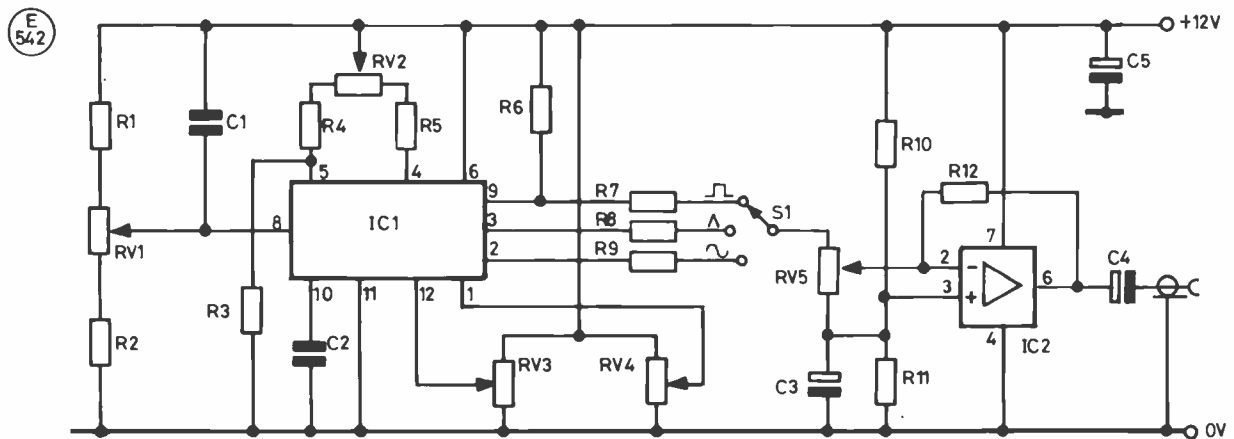 E
542
+12V
RV2
C5
R1
C1
R4
R5
R6
R10
R12
5
4
6
9
R7
S1
8
IC1
3
R8
RV1
2
R9
RV5
7
2
-
3
+
6
C4
4
IC2
10
11
12
1
R3
R2
C2
RV3
RV4
C3
R11
0V